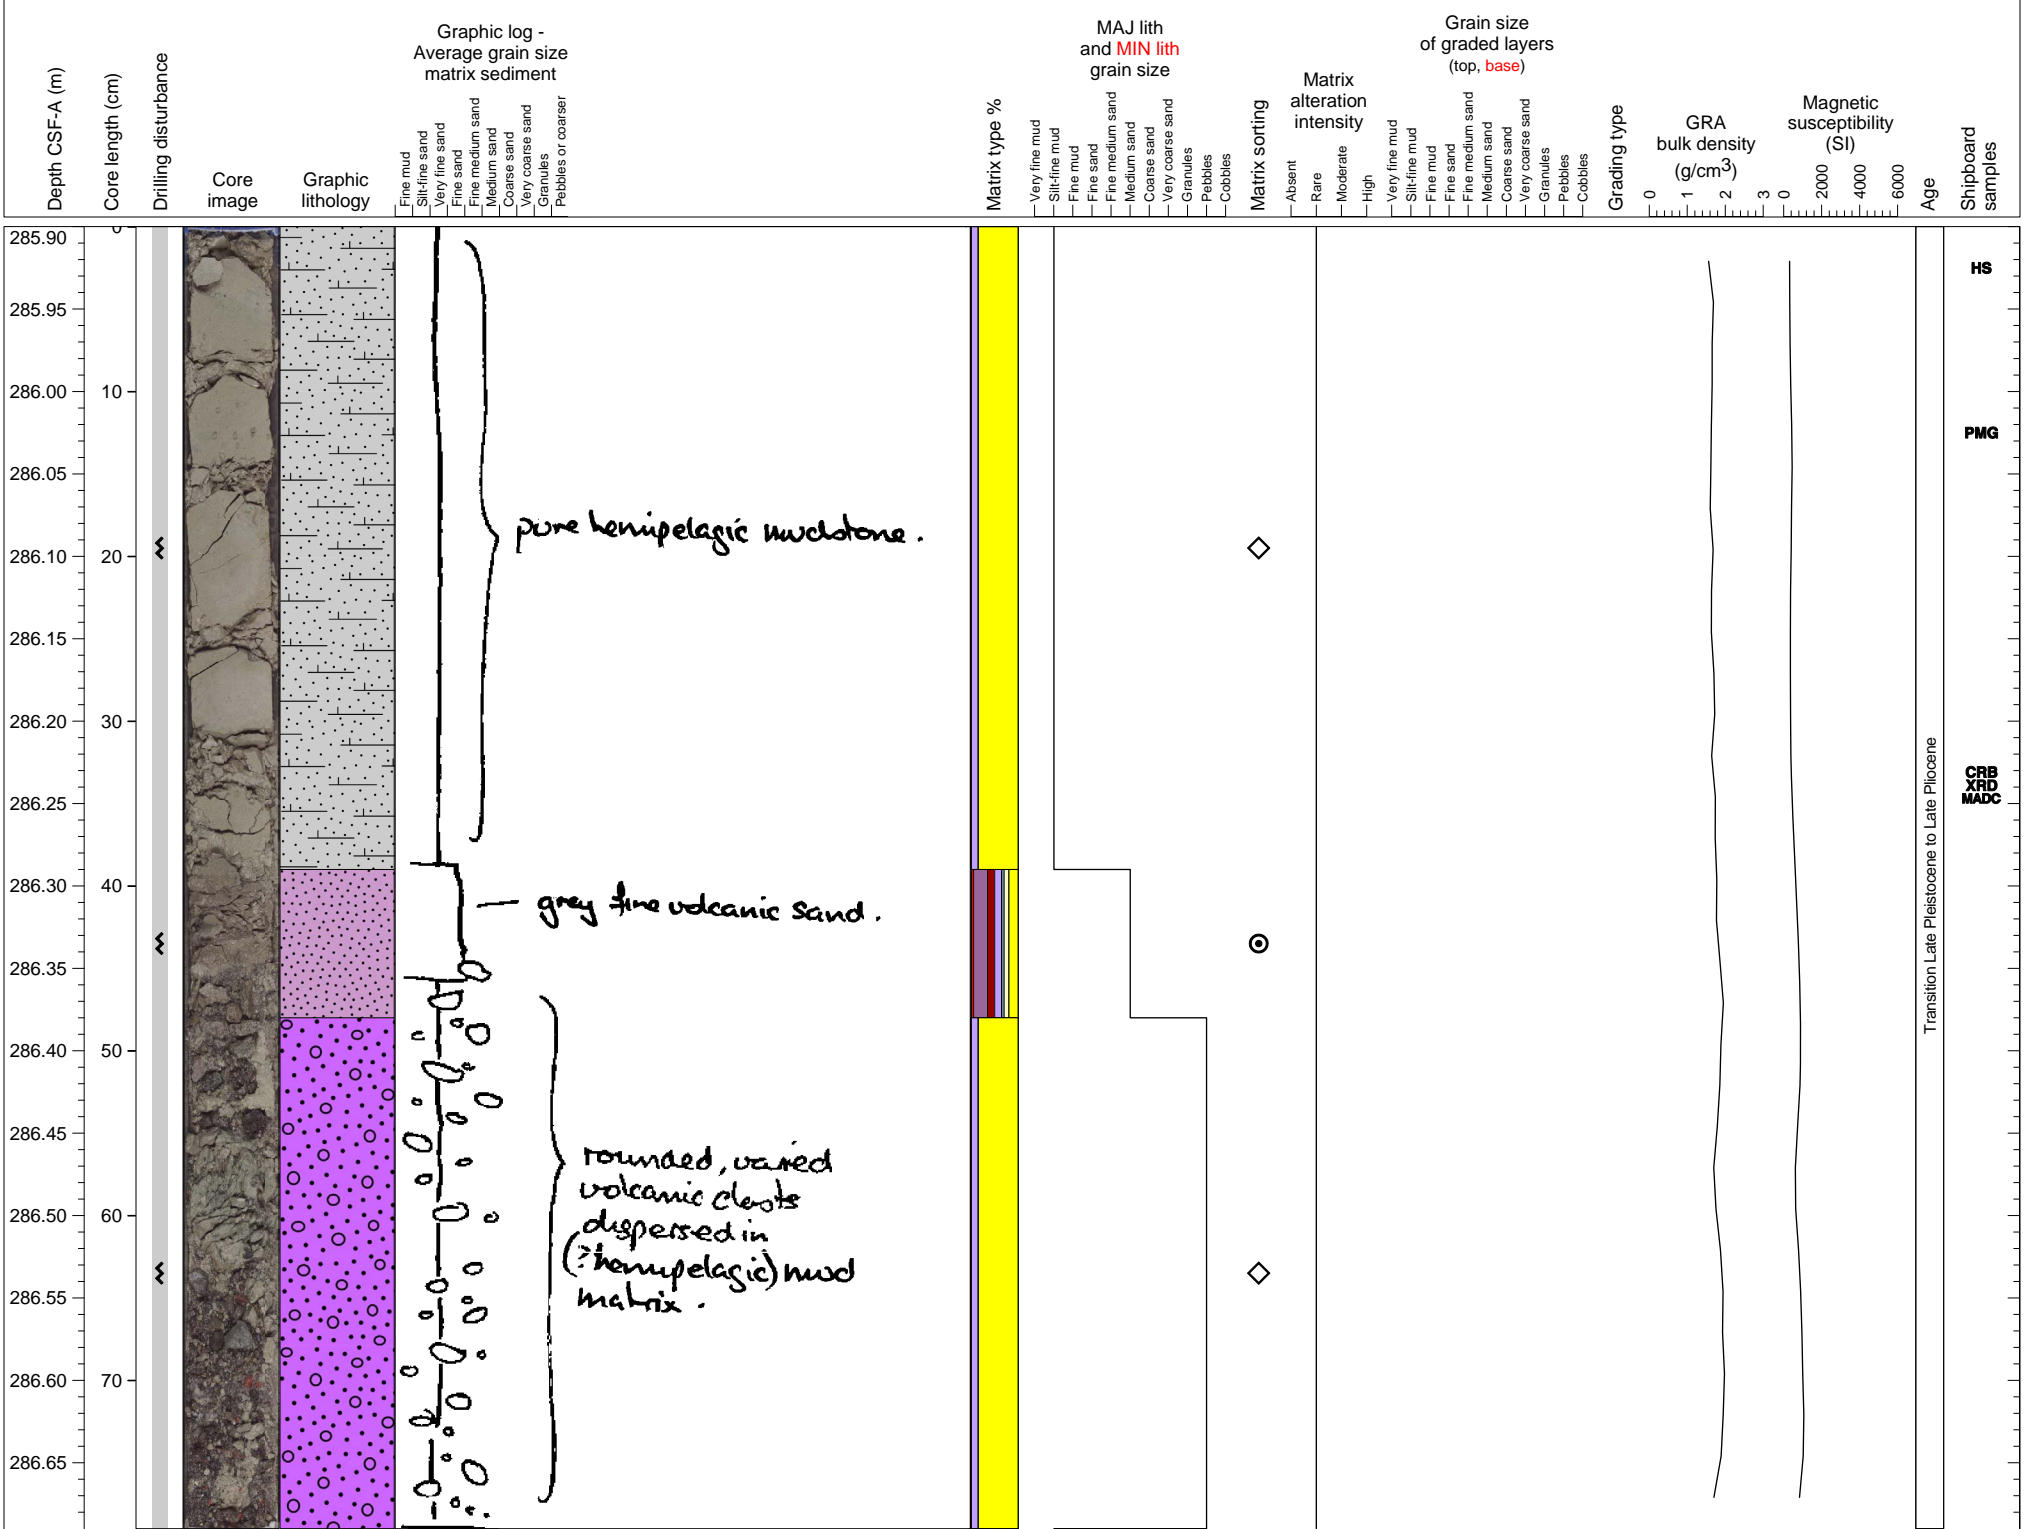 Depth CSF-A (m)
Core length (cm)
Drilling disturbance
Core
image
Graphic
lithology
Graphic log -
Average grain size
matrix sediment
Fine mud
Silt-fine sand
Very fine sand
Fine sand
Fine medium sand
Medium sand
Coarse sand
Very coarse sand
Granules
Pebbles or coarser
Matrix type %
MAJ lith
and MIN lith
grain size
Very fine mud
Silt-fine mud
Fine mud
Fine sand
Fine medium sand
Medium sand
Coarse sand
Very coarse sand
Granules
Pebbles
Cobbles
Matrix sorting
Matrix
alteration
intensity
Absent
Rare
Moderate
High
Grain size
of graded layers
(top, base)
Very fine mud
Silt-fine mud
Fine mud
Fine sand
Fine medium sand
Medium sand
Coarse sand
Very coarse sand
Granules
Pebbles
Cobbles
Grading type
GRA
bulk density
(g/cm3)
0 1 2 3
Magnetic
susceptibility
(SI)
0 2000 4000 6000
Age
Shipboard
samples
285.90 0
HS
285.95
286.00 10
PMG
286.05
pure hemipelagic mudstone.
286.10 20
286.15
286.20 30
CRB
XRD
MADC
286.25
286.30 40
grey fine volcanic sand.
286.35
286.40 50
286.45
Transition Late Pleistocene to Late Pliocene
rounded, varied
volcanic clasts
dispersed in
(?hemipelagic) mud
matrix.
286.50 60
286.55
286.60 70
286.65